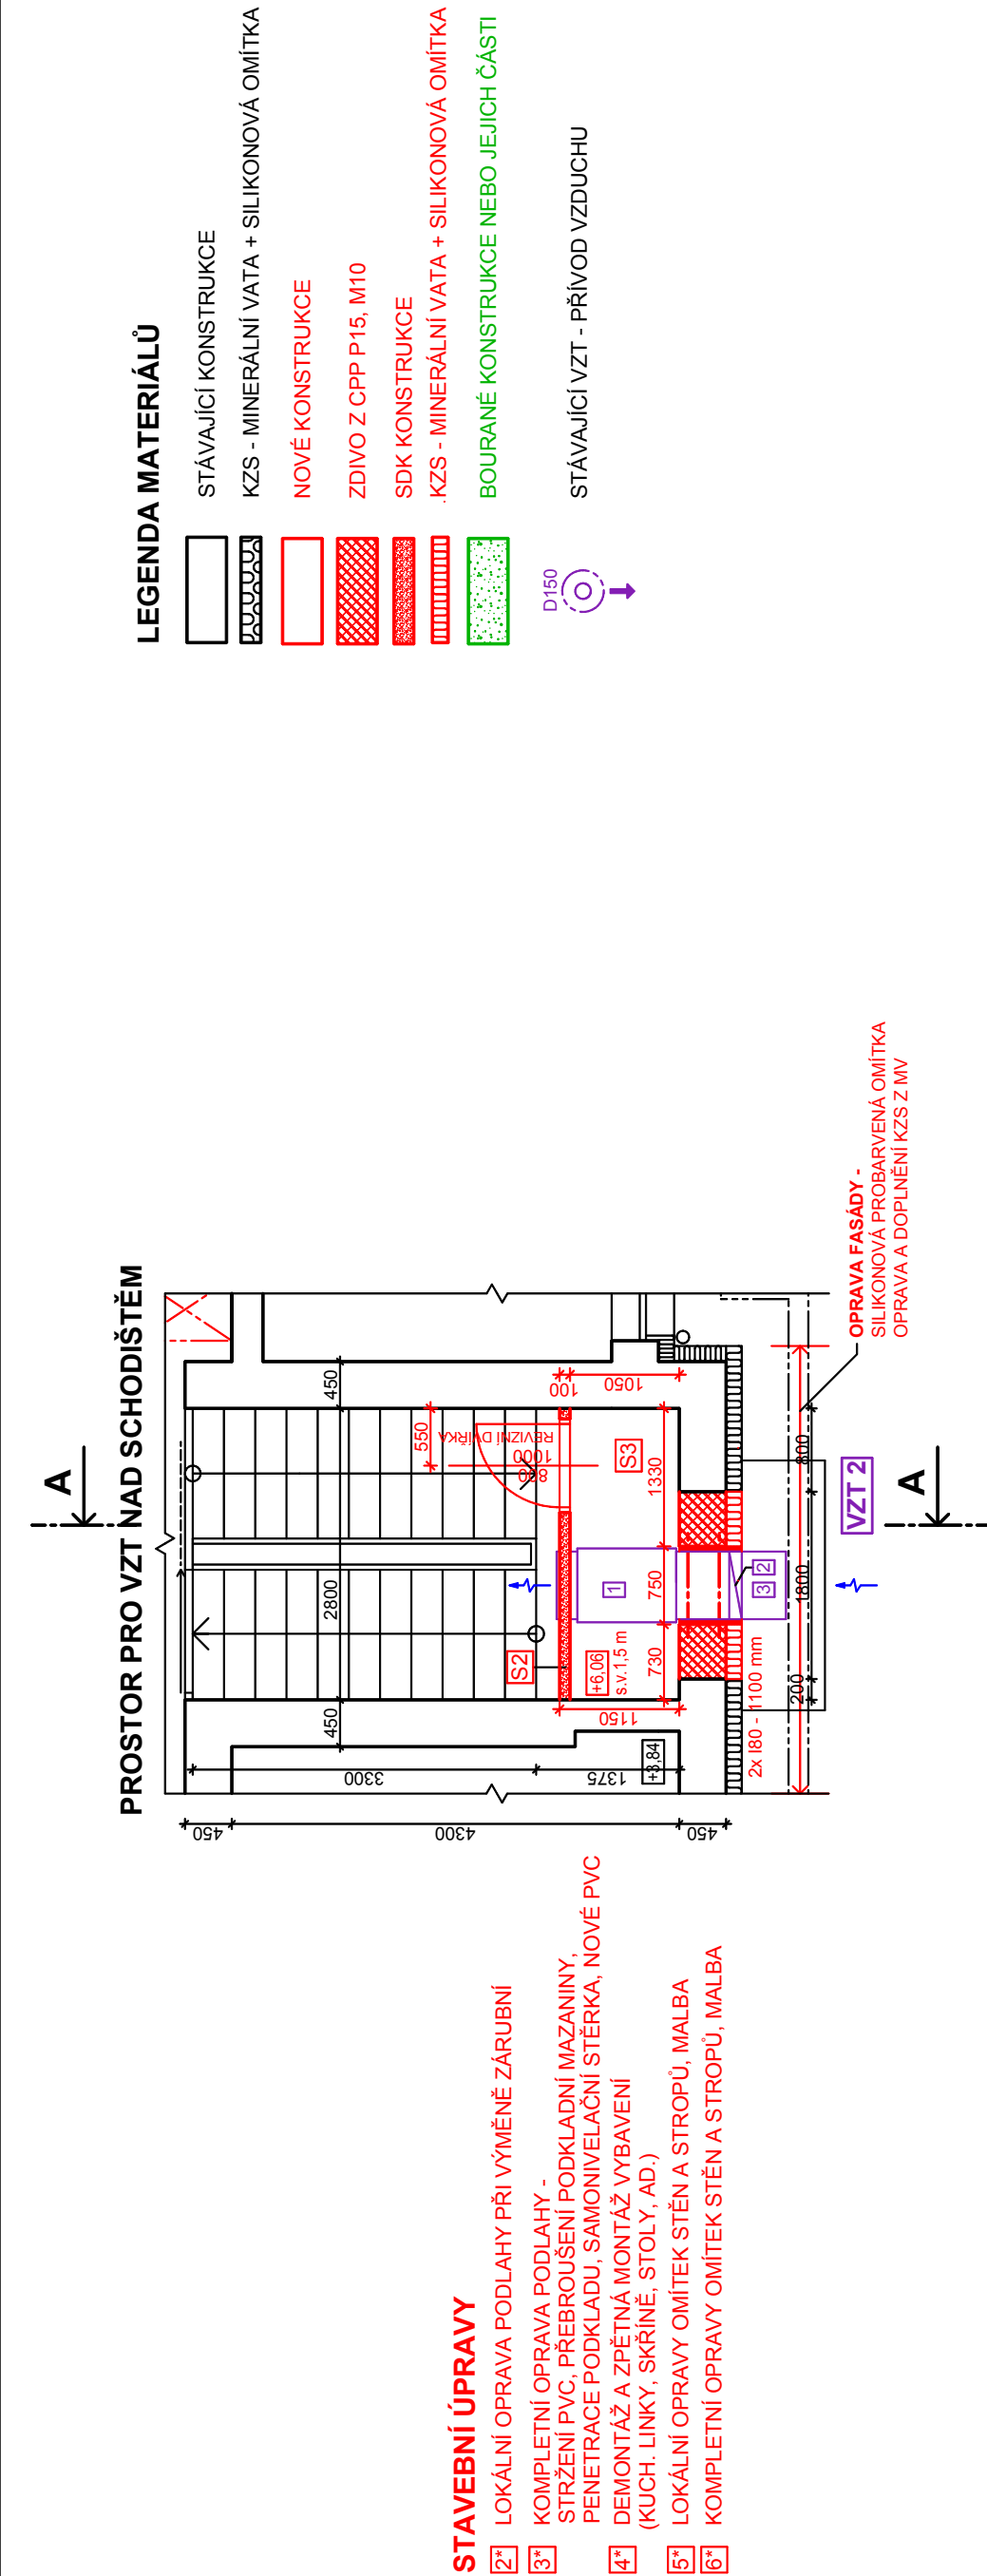 STAVEBNÍ ÚPRAVY
2* LOKÁLNÍ OPRAVA PODLAHY PŘI VÝMĚNĚ ZÁRUBNÍ
3* KOMPLETNÍ OPRAVA PODLAHY -
STRŽENÍ PVC, PŘEBROUŠENÍ PODKLADNÍ MAZANINY,
PENETRACE PODKLADU, SAMONIVELAČNÍ STĚRKA, NOVÉ PVC
4* DEMONTÁŽ A ZPĚTNÁ MONTÁŽ VYBAVENÍ
(KUCH. LINKY, SKŘÍNĚ, STOLY, AD.)
5* LOKÁLNÍ OPRAVY OMÍTEK STĚN A STROPŮ, MALBA
6* KOMPLETNÍ OPRAVY OMÍTEK STĚN A STROPŮ, MALBA
PROSTOR PRO VZT NAD SCHODIŠTĚM
A
450
4300
450
3300
1375
+3,84
450
2800
450
550
REVIZNÍ DVÍŘKA
1000
800
100
1050
S2
S3
+6,06
s.v.1,5 m
1150
730
750
1330
1
2
3
2x I80 - 1100 mm
200
1800
800
VZT 2
A
OPRAVA FASÁDY -
SILIKONOVÁ PROBARVENÁ OMÍTKA
OPRAVA A DOPLNĚNÍ KZS Z MV
LEGENDA MATERIÁLŮ
STÁVAJÍCÍ KONSTRUKCE
KZS - MINERÁLNÍ VATA + SILIKONOVÁ OMÍTKA
NOVÉ KONSTRUKCE
ZDIVO Z CPP P15, M10
SDK KONSTRUKCE
.KZS - MINERÁLNÍ VATA + SILIKONOVÁ OMÍTKA
BOURANÉ KONSTRUKCE NEBO JEJICH ČÁSTI
D150
STÁVAJÍCÍ VZT - PŘÍVOD VZDUCHU